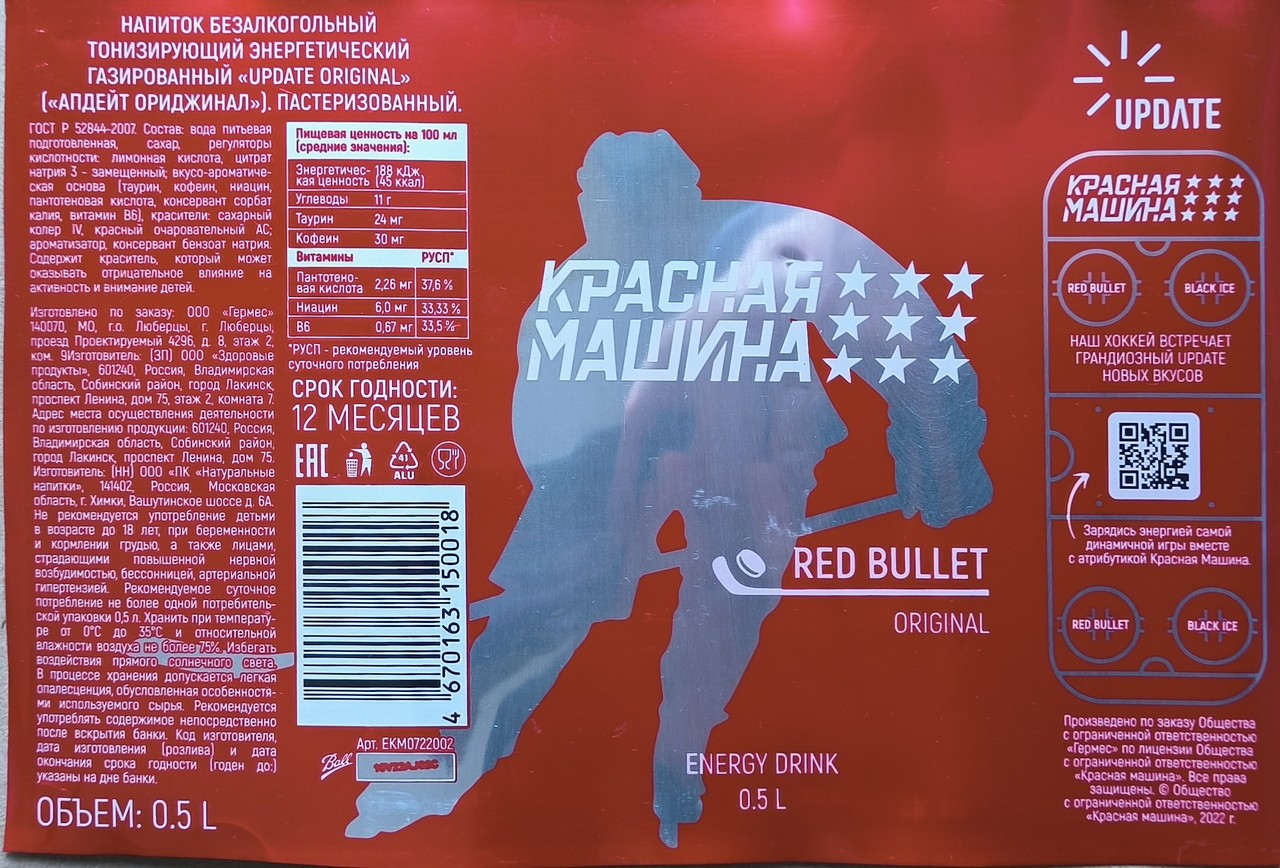 НАПИТОК БЕЗАЛКОГОЛЬНЫЙ
ТОНИЗИРУЮЩИЙ ЭНЕРГЕТИЧЕСКИЙ
ГАЗИРОВАННЫЙ «UPDATE ORIGINAL»
(«АПДЕЙТ ОРИДЖИНАЛ»). ПАСТЕРИЗОВАННЫЙ.
ГОСТ Р 52844-2007. Состав: вода питьевая
подготовленная, сахар, регуляторы
кислотности: лимонная кислота, цитрат
натрия 3 - замещенный; вкусо-ароматиче-
ская основа (таурин, кофеин, ниацин,
пантотеновая кислота, консервант сорбат
калия, витамин В6), красители: сахарный
колер IV, красный очаровательный АС;
ароматизатор, консервант бензоат натрия.
Содержит краситель, который может
оказывать отрицательное влияние на
активность и внимание детей.
Изготовлено по заказу: ООО «Гермес»
140070, МО, г.о. Люберцы, г. Люберцы,
проезд Проектируемый 4296, д. 8, этаж 2,
ком. 9Изготовитель: (ЗП) ООО «Здоровые
продукты», 601240, Россия, Владимирская
область, Собинский район, город Лакинск,
проспект Ленина, дом 75, этаж 2, комната 7.
Адрес места осуществления деятельности
по изготовлению продукции: 601240, Россия,
Владимирская область, Собинский район,
город Лакинск, проспект Ленина, дом 75.
Изготовитель: (НН) ООО «ПК «Натуральные
напитки», 141402, Россия, Московская
область, г. Химки, Вашутинское шоссе д. 6А.
Не рекомендуется употребление детьми
в возрасте до 18 лет, при беременности
и кормлении грудью, а также лицами,
страдающими повышенной нервной
возбудимостью, бессонницей, артериальной
гипертензией. Рекомендуемое суточное
потребление не более одной потребитель-
ской упаковки 0,5 л. Хранить при температу-
ре от 0°С до 35°С и относительной
влажности воздуха не более 75%. Избегать
воздействия прямого солнечного света.
В процессе хранения допускается легкая
опалесценция, обусловленная особенностя-
ми используемого сырья. Рекомендуется
употреблять содержимое непосредственно
после вскрытия банки. Код изготовителя,
дата изготовления (розлива) и дата
окончания срока годности (годен до:)
указаны на дне банки.
ОБЪЕМ: 0.5 L
Пищевая ценность на 100 мл
(средние значения):
Энергетичес- 188 кДж
кая ценность (45 ккал)
Углеводы 11 г
Таурин 24 мг
Кофеин 30 мг
Витамины РУСП*
Пантотено-
вая кислота 2,26 мг 37,6 %
Ниацин 6,0 мг 33,33 %
В6 0,67 мг 33,5 %
*РУСП - рекомендуемый уровень
суточного потребления
СРОК ГОДНОСТИ:
12 МЕСЯЦЕВ
EAC
41
ALU
4 670163 150018
Арт. EKM0722002
Ball
КРАСНАЯ
МАШИНА
RED BULLET
ORIGINAL
ENERGY DRINK
0.5 L
UPDATE
КРАСНАЯ
МАШИНА
RED BULLET
BLACK ICE
НАШ ХОККЕЙ ВСТРЕЧАЕТ
ГРАНДИОЗНЫЙ UPDATE
НОВЫХ ВКУСОВ
Зарядись энергией самой
динамичной игры вместе
с атрибутикой Красная Машина.
RED BULLET
BLACK ICE
Произведено по заказу Общества
с ограниченной ответственностью
«Гермес» по лицензии Общества
с ограниченной ответственностью
«Красная машина». Все права
защищены. © Общество
с ограниченной ответственностью
«Красная машина», 2022 г.